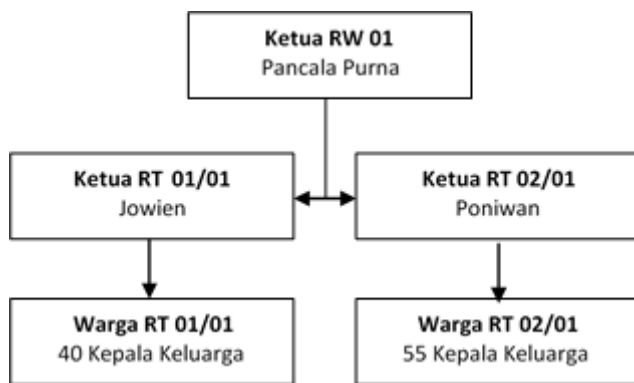 Ketua RW 01
Pancala Purna
Ketua RT 01/01
Jowien
Ketua RT 02/01
Poniwan
Warga RT 01/01
40 Kepala Keluarga
Warga RT 02/01
55 Kepala Keluarga